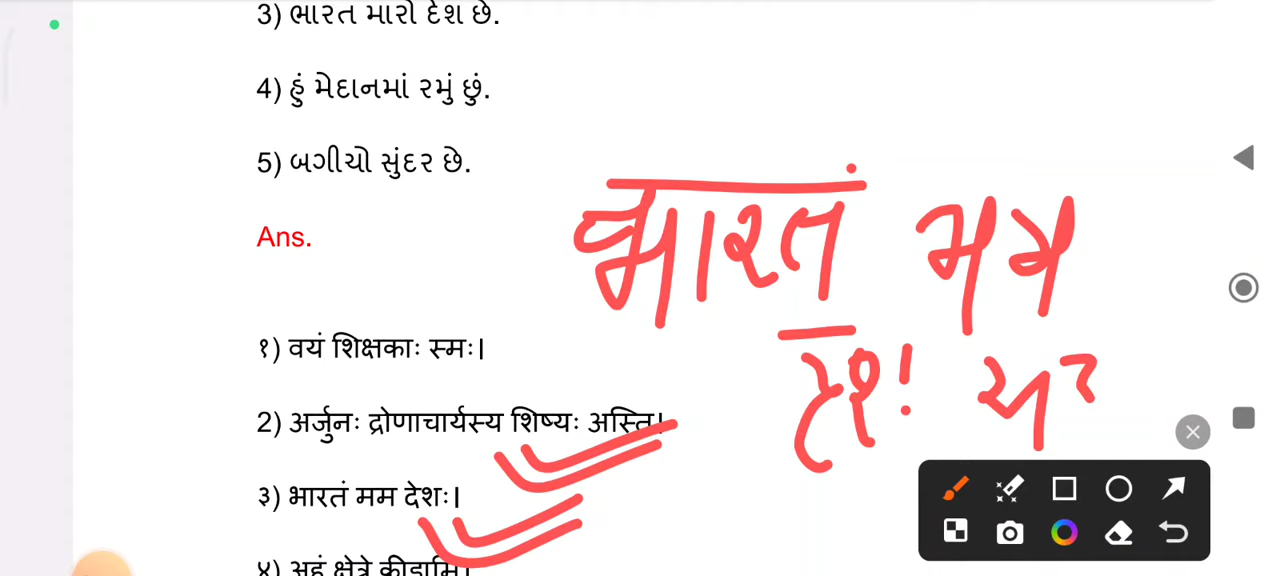 3) ભારત મારો દેશ છે.
4) હું મેદાનમાં રમું છું.
5) બગીચો સુંદર છે.
Ans.
भारतं मम
देशः
१) वयं शिक्षकाः स्मः।
2) अर्जुनः द्रोणाचार्यस्य शिष्यः अस्ति।
३) भारतं मम देशः।
४) अहं क्षेत्रे क्रीडामि।